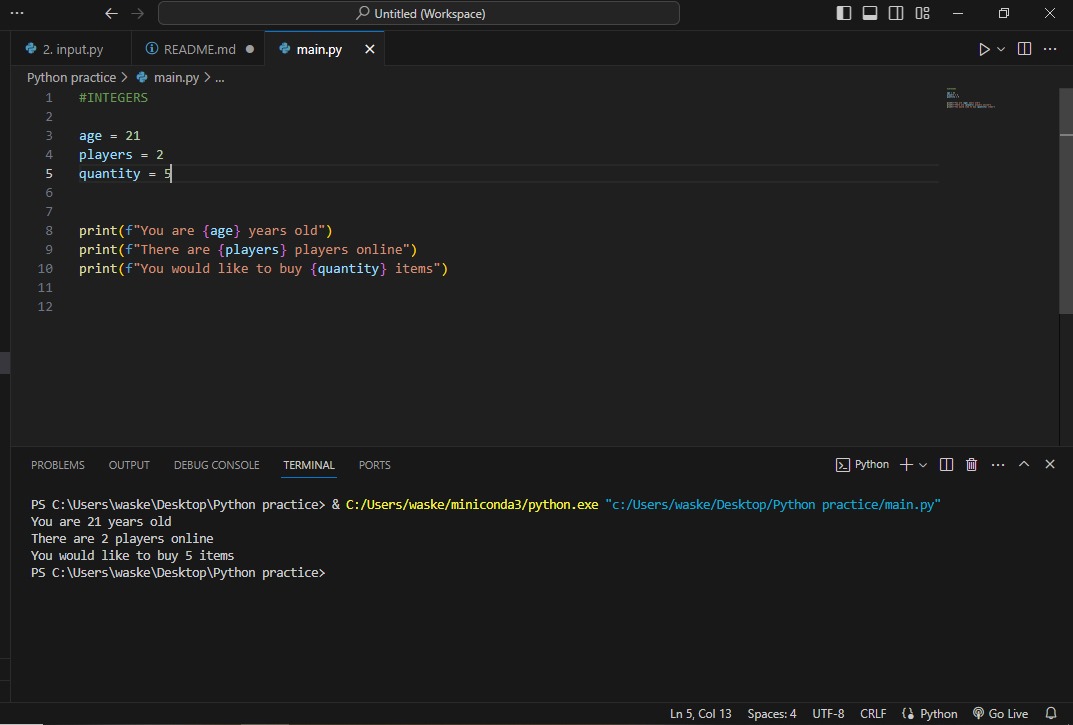 Untitled (Workspace)
2. input.py
README.md
main.py
Python practice > main.py > ...
1 #INTEGERS
2
3 age = 21
4 players = 2
5 quantity = 5
6
7
8 print(f"You are {age} years old")
9 print(f"There are {players} players online")
10 print(f"You would like to buy {quantity} items")
11
12
PROBLEMS OUTPUT DEBUG CONSOLE TERMINAL PORTS
Python
PS C:\Users\waske\Desktop\Python practice> & C:/Users/waske/miniconda3/python.exe "c:/Users/waske/Desktop/Python practice/main.py"
You are 21 years old
There are 2 players online
You would like to buy 5 items
PS C:\Users\waske\Desktop\Python practice>
Ln 5, Col 13 Spaces: 4 UTF-8 CRLF Python Go Live